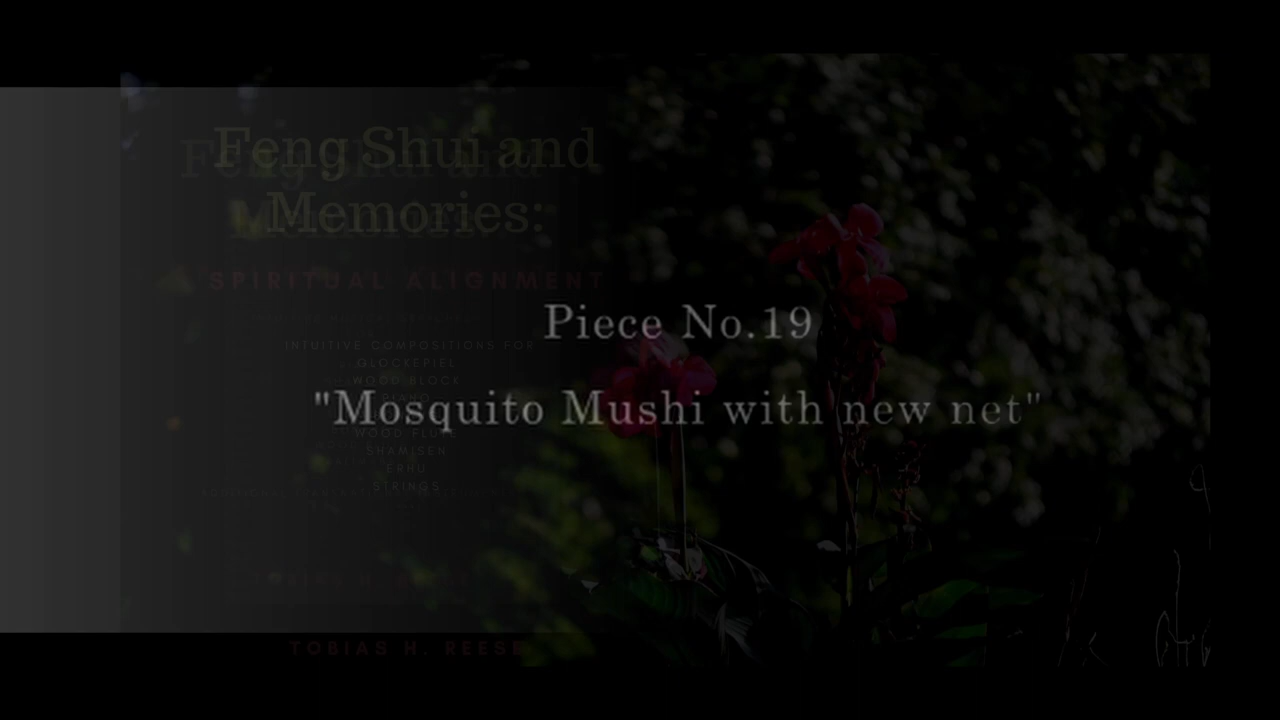 Feng Shui and
Memories:
SPIRITUAL ALIGNMENT
Piece No.19
INTUITIVE COMPOSITIONS FOR
GLOCKEPIEL
WOOD BLOCK
PIANO
"Mosquito Mushi with new net"
WOOD FLUTE
SHAMISEN
ERHU
STRINGS
TOBIAS H. REESE